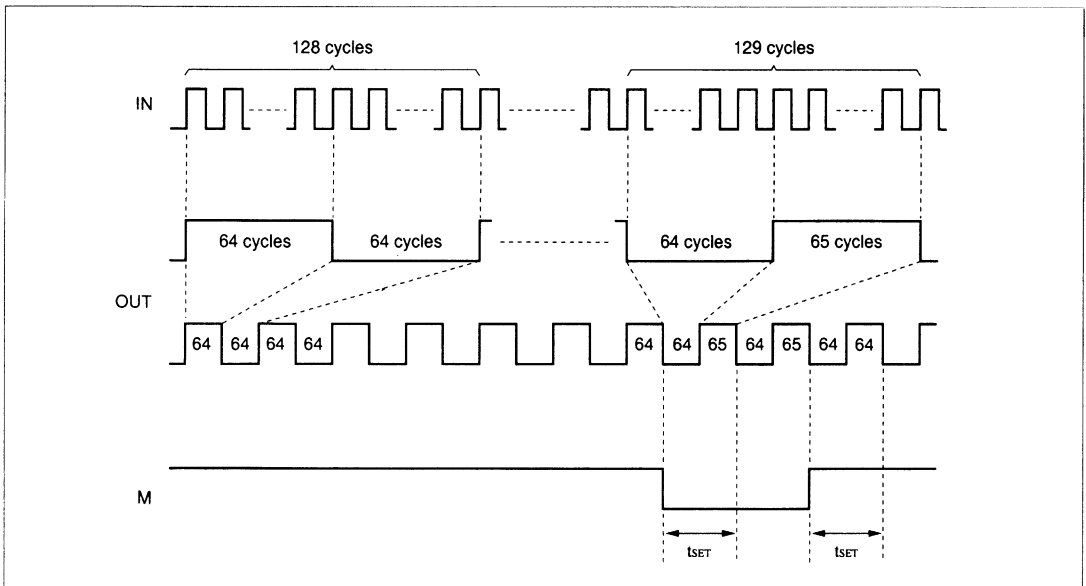 128 cycles 129 cycles
IN
64 cycles 64 cycles 64 cycles 65 cycles
OUT
64 64 64 64 64 64 65 64 65 64 64
M
tSET tSET